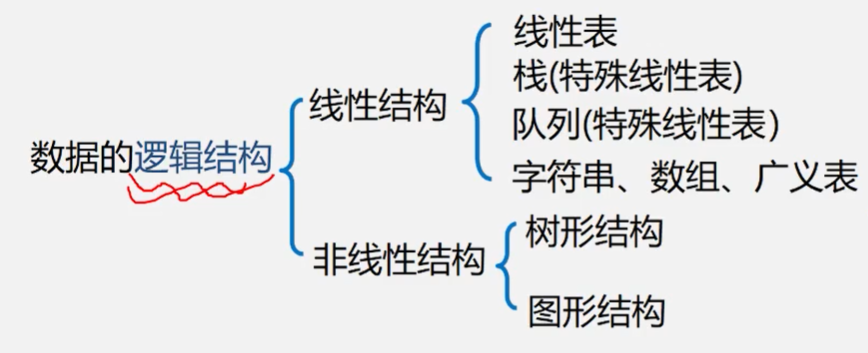 线性表
栈(特殊线性表)
线性结构
队列(特殊线性表）
数据的逻辑结构
字符串、数组、广义表
树形结构
非线性结构
图形结构